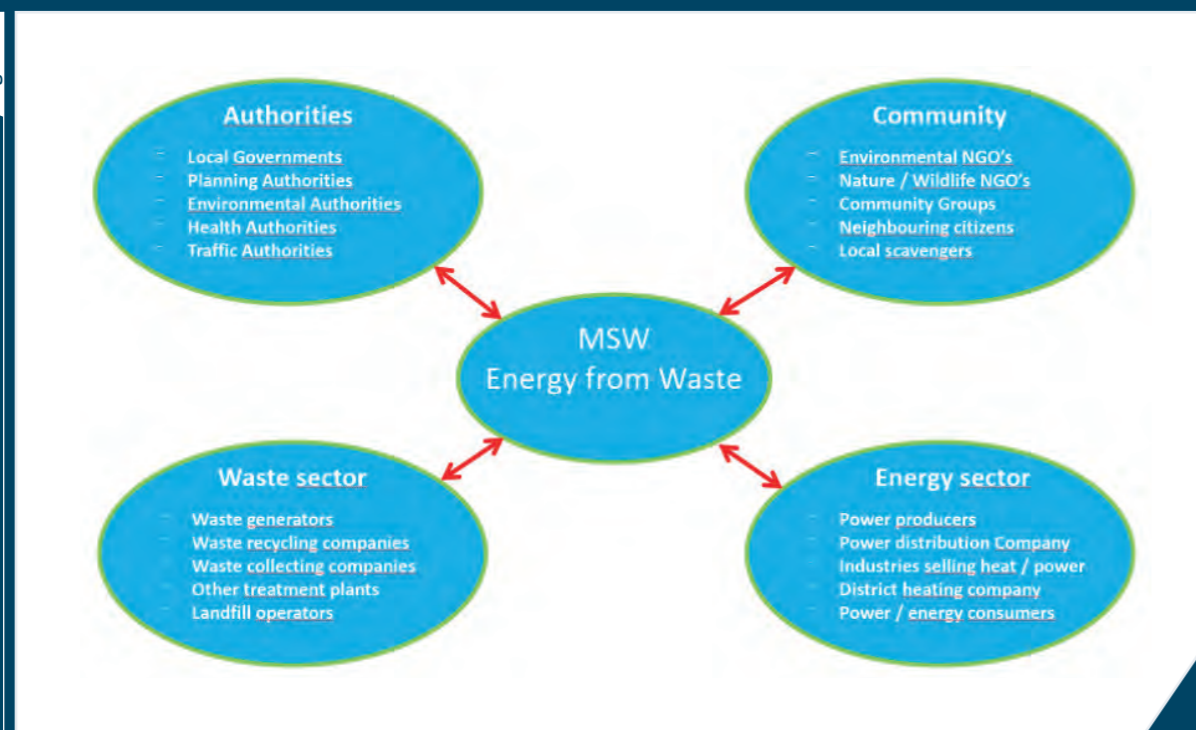 Authorities
- Local Governments
- Planning Authorities
- Environmental Authorities
- Health Authorities
- Traffic Authorities
Community
- Environmental NGO's
- Nature / Wildlife NGO's
- Community Groups
- Neighbouring citizens
- Local scavengers
MSW
Energy from Waste
Waste sector
- Waste generators
- Waste recycling companies
- Waste collecting companies
- Other treatment plants
- Landfill operators
Energy sector
- Power producers
- Power distribution Company
- Industries selling heat / power
- District heating company
- Power / energy consumers